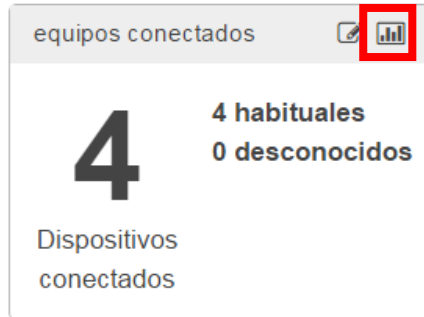 equipos conectados
4
4 habituales
0 desconocidos
Dispositivos
conectados